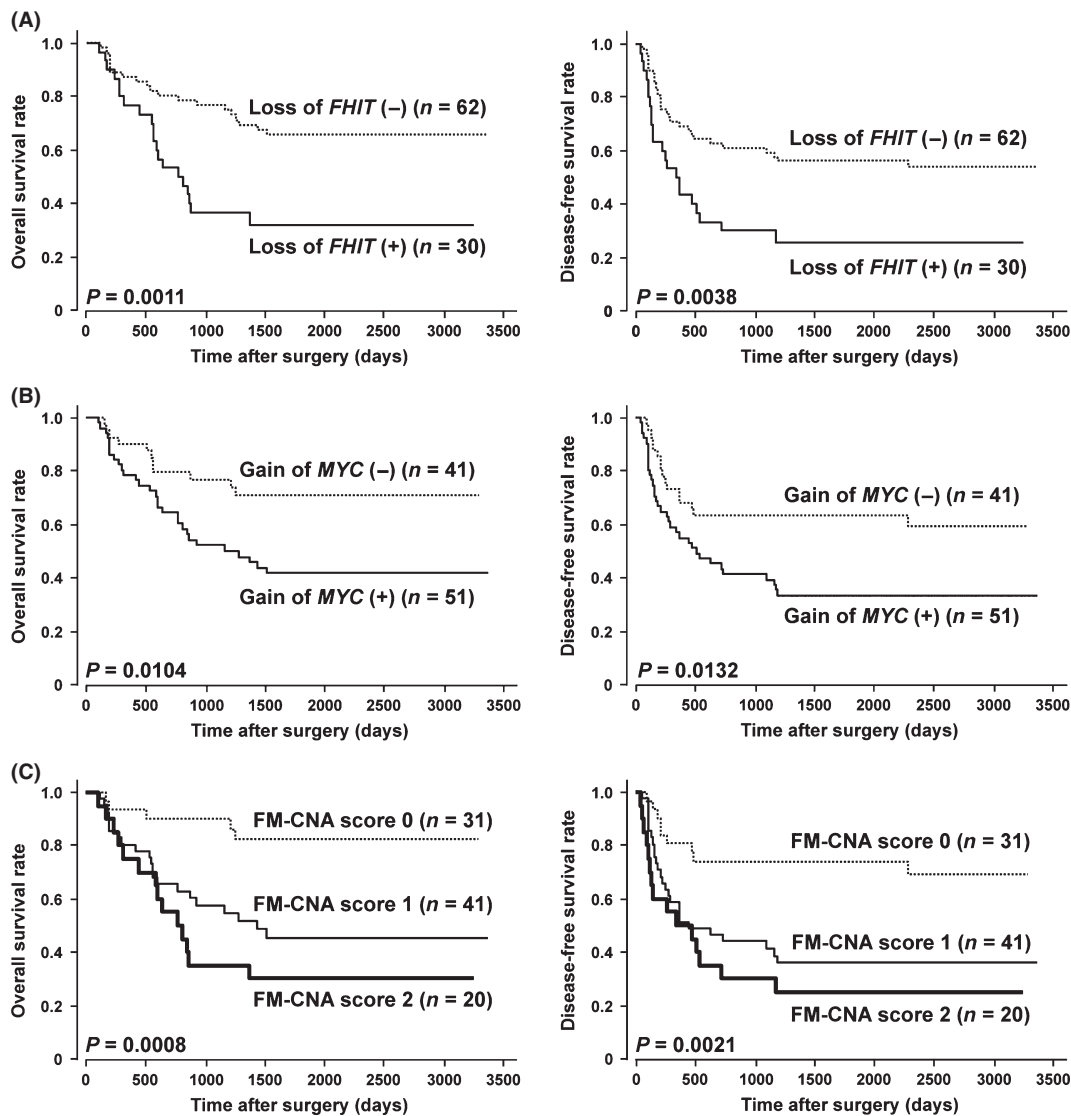 (A)
1.0
0.8
0.6
0.4
0.2
0
Overall survival rate
Loss of FHIT (–) (n = 62)
Loss of FHIT (+) (n = 30)
P = 0.0011
0 500 1000 1500 2000 2500 3000 3500
Time after surgery (days)
1.0
0.8
0.6
0.4
0.2
0
Disease-free survival rate
Loss of FHIT (–) (n = 62)
Loss of FHIT (+) (n = 30)
P = 0.0038
0 500 1000 1500 2000 2500 3000 3500
Time after surgery (days)
(B)
1.0
0.8
0.6
0.4
0.2
0
Overall survival rate
Gain of MYC (–) (n = 41)
Gain of MYC (+) (n = 51)
P = 0.0104
0 500 1000 1500 2000 2500 3000 3500
Time after surgery (days)
1.0
0.8
0.6
0.4
0.2
0
Disease-free survival rate
Gain of MYC (–) (n = 41)
Gain of MYC (+) (n = 51)
P = 0.0132
0 500 1000 1500 2000 2500 3000 3500
Time after surgery (days)
(C)
1.0
0.8
0.6
0.4
0.2
0
Overall survival rate
FM-CNA score 0 (n = 31)
FM-CNA score 1 (n = 41)
FM-CNA score 2 (n = 20)
P = 0.0008
0 500 1000 1500 2000 2500 3000 3500
Time after surgery (days)
1.0
0.8
0.6
0.4
0.2
0
Disease-free survival rate
FM-CNA score 0 (n = 31)
FM-CNA score 1 (n = 41)
FM-CNA score 2 (n = 20)
P = 0.0021
0 500 1000 1500 2000 2500 3000 3500
Time after surgery (days)